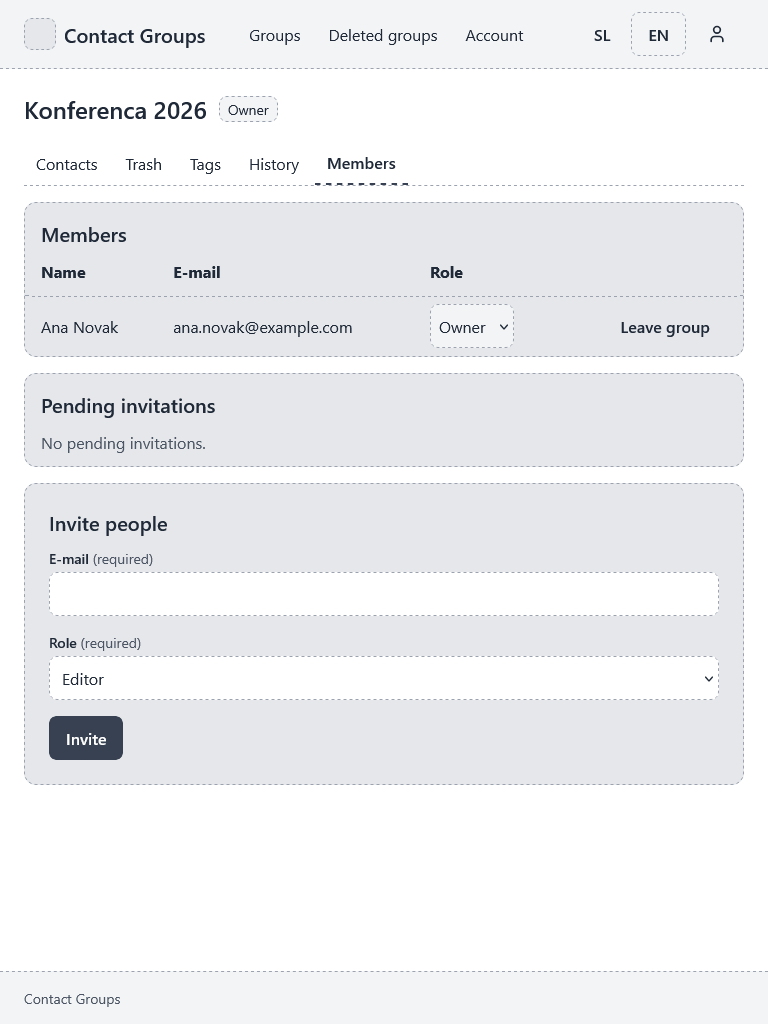 Contact Groups Groups Deleted groups Account SL EN
Konferenca 2026 Owner
Contacts Trash Tags History Members
Members
Name E-mail Role
Ana Novak ana.novak@example.com Owner Leave group
Pending invitations
No pending invitations.
Invite people
E-mail (required)
Role (required)
Editor
Invite
Contact Groups